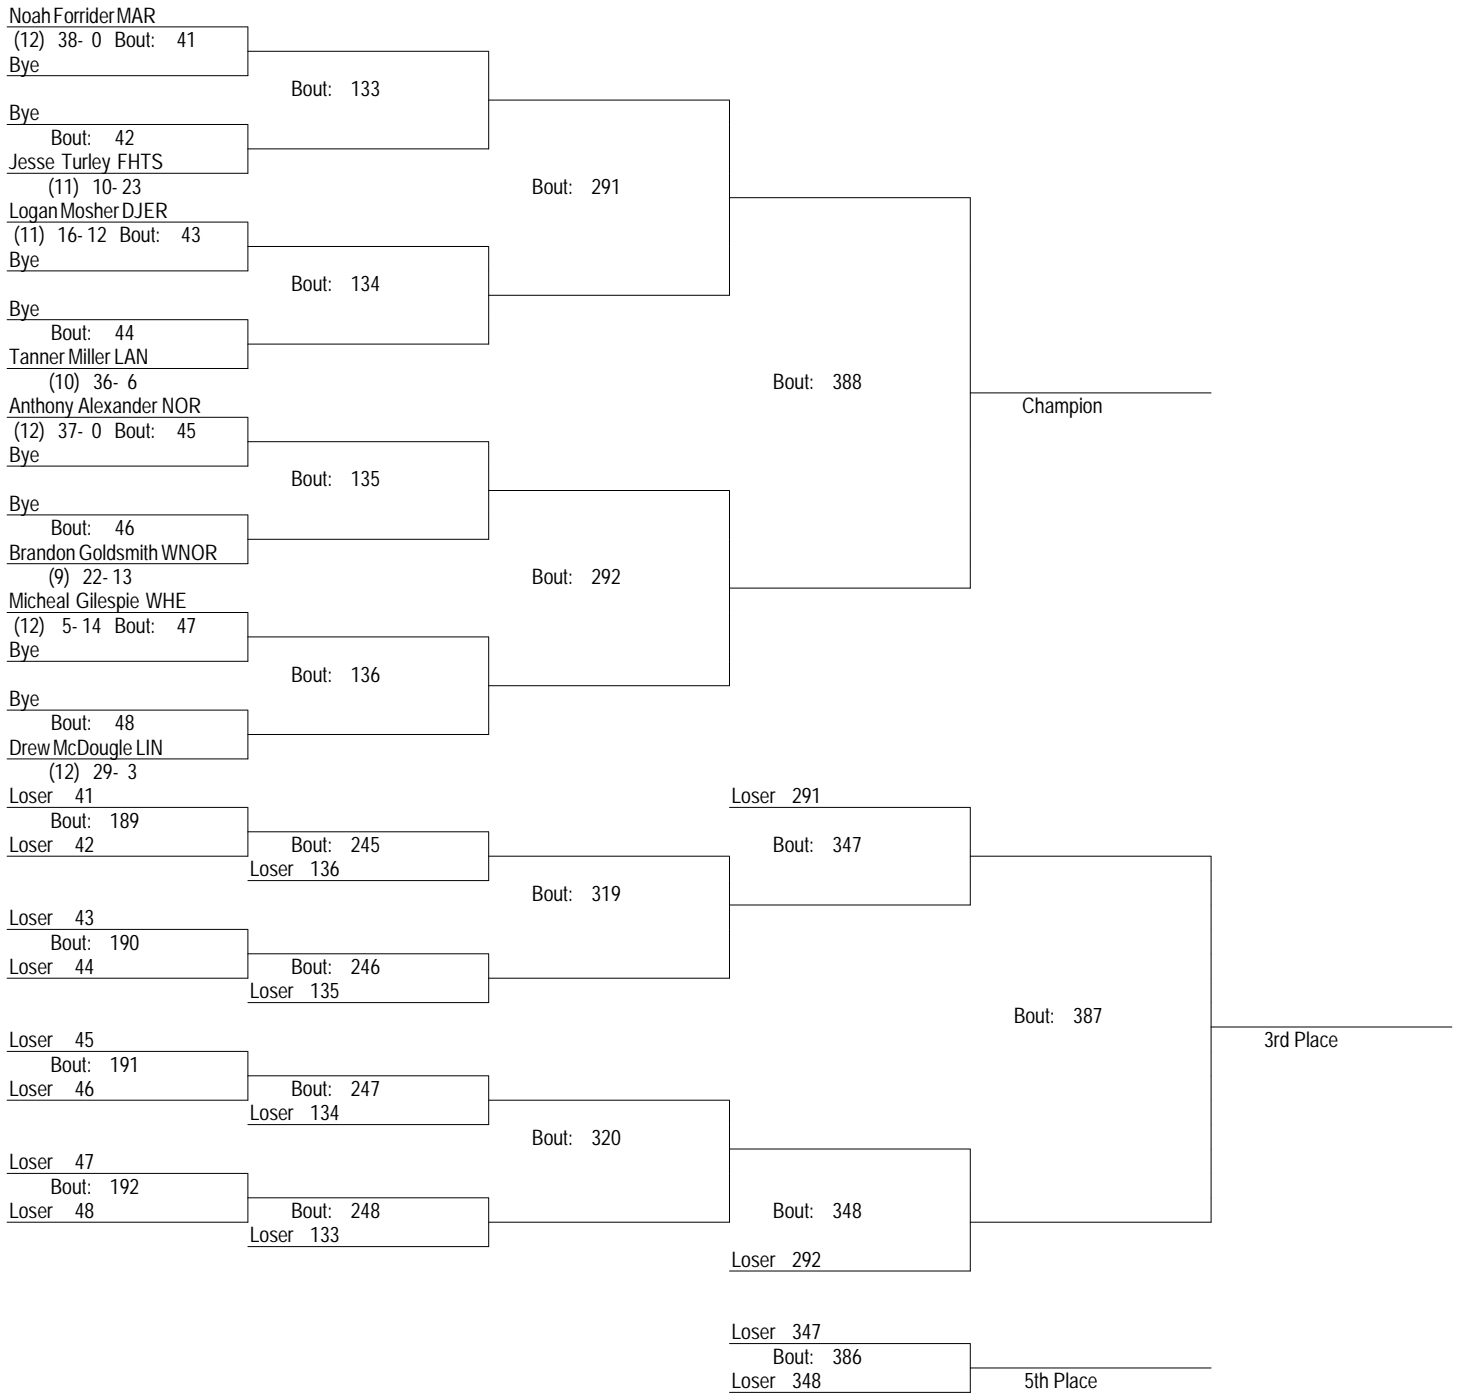 Noah Forrider MAR
(12) 38- 0 Bout: 41
Bye
Bout: 133
Bye
Bout: 42
Jesse Turley FHTS
(11) 10- 23
Bout: 291
Logan Mosher DJER
(11) 16- 12 Bout: 43
Bye
Bout: 134
Bye
Bout: 44
Tanner Miller LAN
(10) 36- 6
Bout: 388
Champion
Anthony Alexander NOR
(12) 37- 0 Bout: 45
Bye
Bout: 135
Bye
Bout: 46
Brandon Goldsmith WNOR
(9) 22- 13
Bout: 292
Micheal Gilespie WHE
(12) 5- 14 Bout: 47
Bye
Bout: 136
Bye
Bout: 48
Drew McDougle LIN
(12) 29- 3
Loser 41
Bout: 189
Loser 42
Bout: 245
Loser 136
Loser 291
Bout: 347
Bout: 319
Loser 43
Bout: 190
Loser 44
Bout: 246
Loser 135
Bout: 387
3rd Place
Loser 45
Bout: 191
Loser 46
Bout: 247
Loser 134
Bout: 320
Loser 47
Bout: 192
Loser 48
Bout: 248
Loser 133
Bout: 348
Loser 292
Loser 347
Bout: 386
Loser 348
5th Place